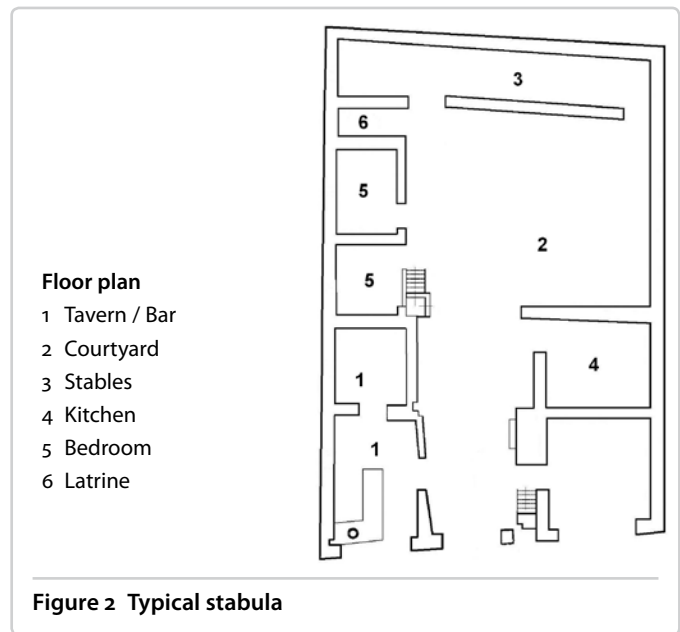 3
6
5
2
5
4
1
1
Floor plan
1 Tavern / Bar
2 Courtyard
3 Stables
4 Kitchen
5 Bedroom
6 Latrine
Figure 2 Typical stabula